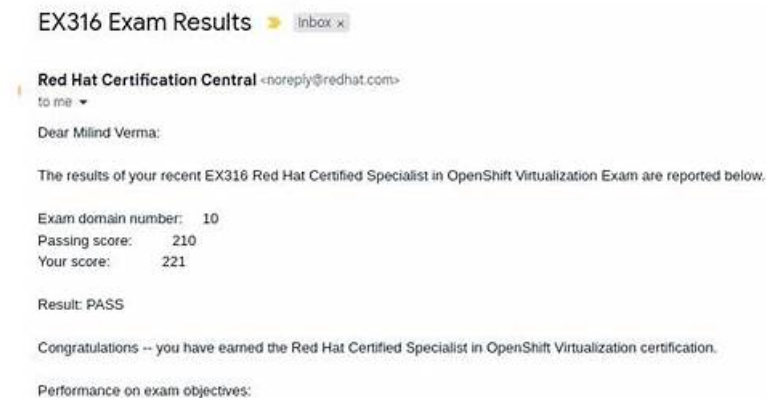 EX316 Exam Results Inbox ×
Red Hat Certification Central <noreply@redhat.com>
to me
Dear Milind Verma:
The results of your recent EX316 Red Hat Certified Specialist in OpenShift Virtualization Exam are reported below.
Exam domain number: 10
Passing score: 210
Your score: 221
Result: PASS
Congratulations -- you have earned the Red Hat Certified Specialist in OpenShift Virtualization certification.
Performance on exam objectives: